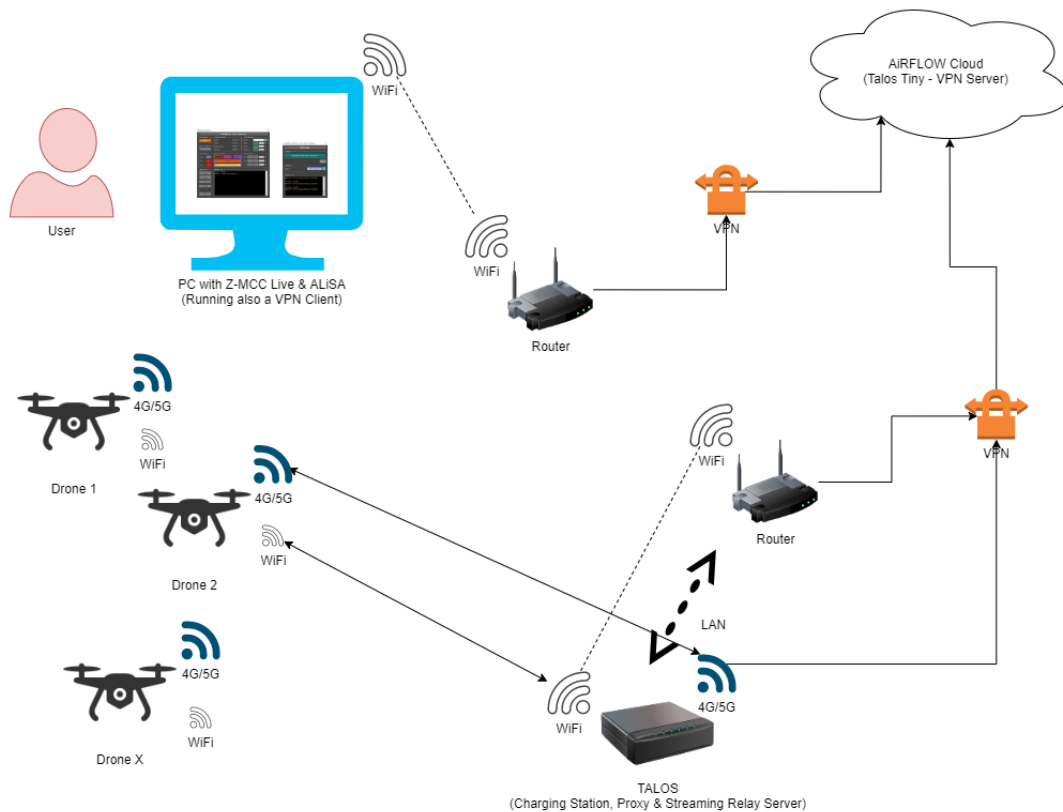 WiFi
AiRFLOW Cloud
(Talos Tiny - VPN Server)
User
VPN
WiFi
PC with Z-MCC Live & ALiSA
(Running also a VPN Client)
Router
4G/5G
WiFi
Drone 1
4G/5G
WiFi
VPN
WiFi
Router
Drone 2
LAN
4G/5G
WiFi
Drone X
WiFi
4G/5G
TALOS
(Charging Station, Proxy & Streaming Relay Server)